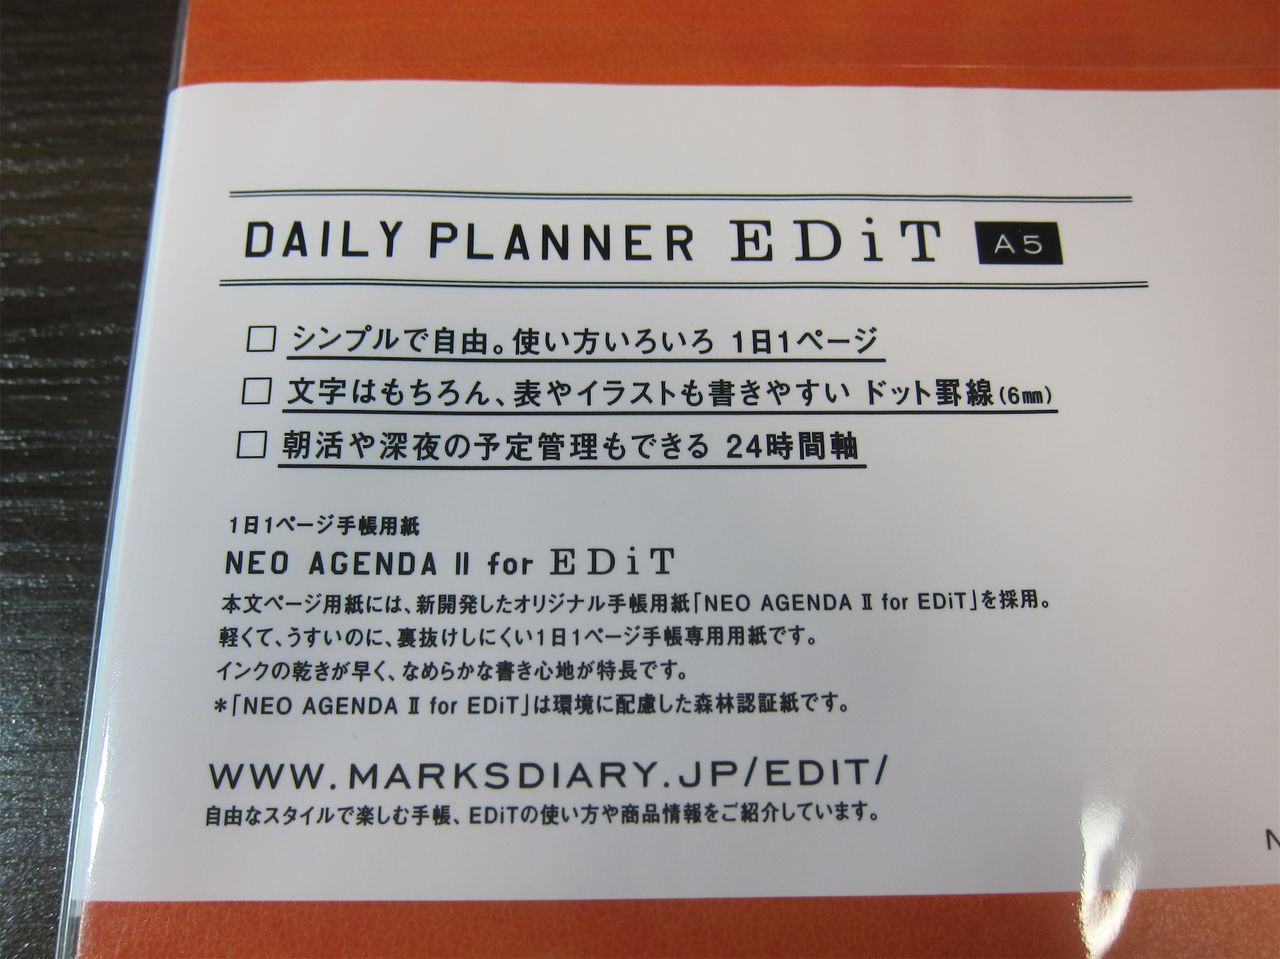 DAILY PLANNER EDiT A5
□ シンプルで自由。使い方いろいろ 1日1ページ
□ 文字はもちろん、表やイラストも書きやすい ドット罫線(6㎜)
□ 朝活や深夜の予定管理もできる 24時間軸
1日1ページ手帳用紙
NEO AGENDA II for EDiT
本文ページ用紙には、新開発したオリジナル手帳用紙「NEO AGENDA II for EDiT」を採用。
軽くて、うすいのに、裏抜けしにくい1日1ページ手帳専用用紙です。
インクの乾きが早く、なめらかな書き心地が特長です。
*「NEO AGENDA II for EDiT」は環境に配慮した森林認証紙です。
WWW.MARKSDIARY.JP/EDIT/
自由なスタイルで楽しむ手帳、EDiTの使い方や商品情報をご紹介しています。